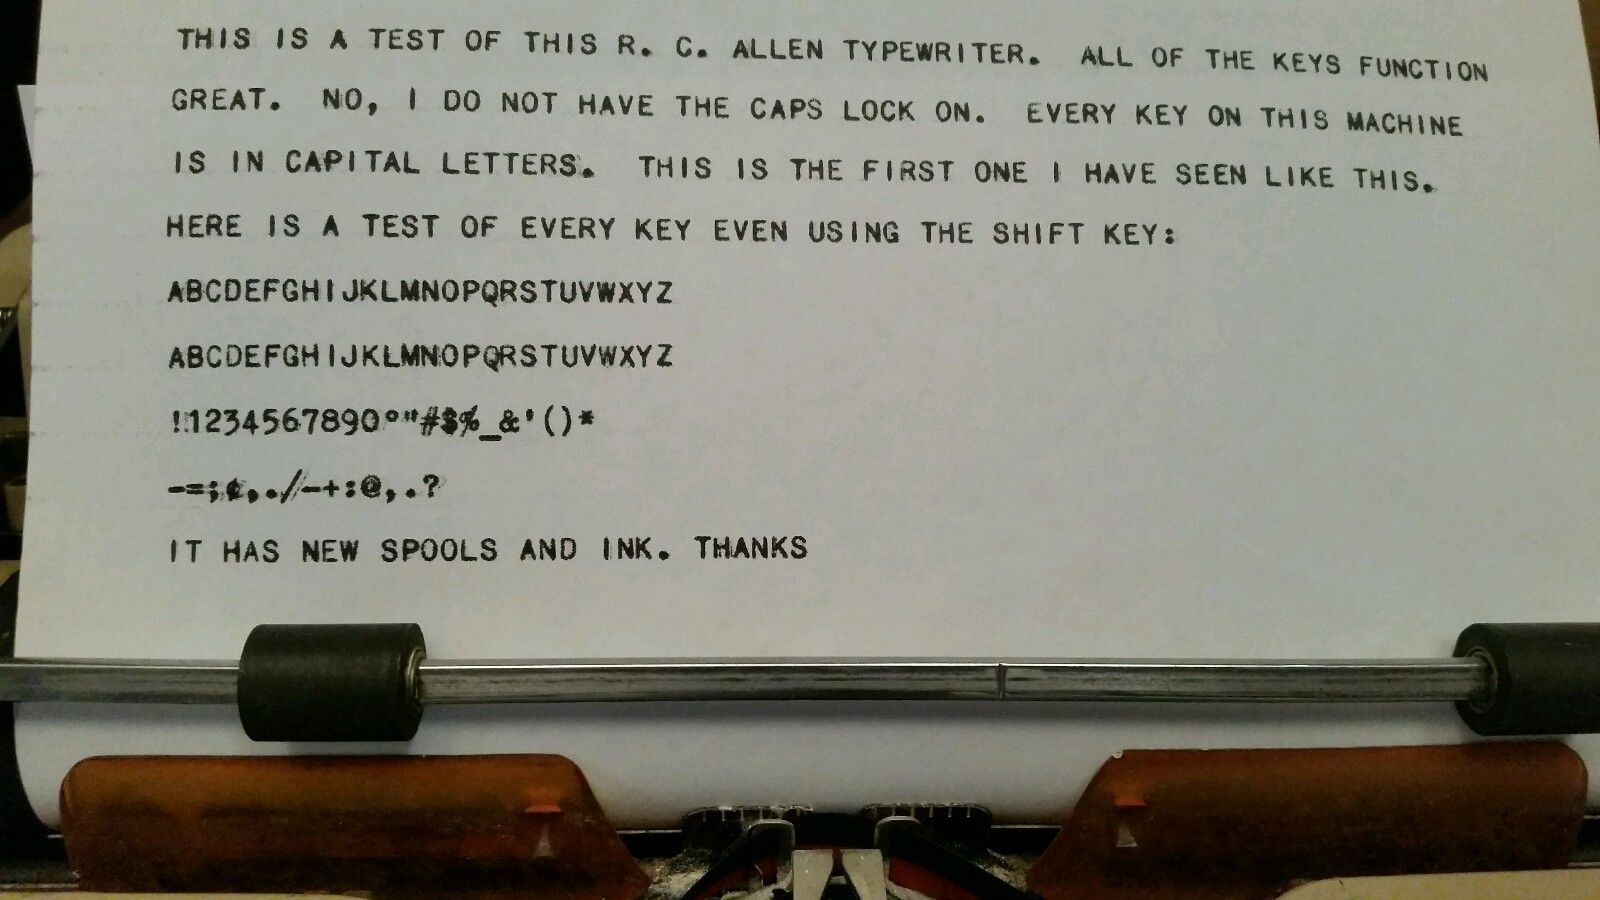 THIS IS A TEST OF THIS R. C. ALLEN TYPEWRITER.  ALL OF THE KEYS FUNCTION
GREAT.  NO, I DO NOT HAVE THE CAPS LOCK ON.  EVERY KEY ON THIS MACHINE
IS IN CAPITAL LETTERS.  THIS IS THE FIRST ONE I HAVE SEEN LIKE THIS.
HERE IS A TEST OF EVERY KEY EVEN USING THE SHIFT KEY:
ABCDEFGHIJKLMNOPQRSTUVWXYZ
ABCDEFGHIJKLMNOPQRSTUVWXYZ
!!1234567890°"#$%_&'()*
-=;¢,./-+:@,.?
IT HAS NEW SPOOLS AND INK. THANKS